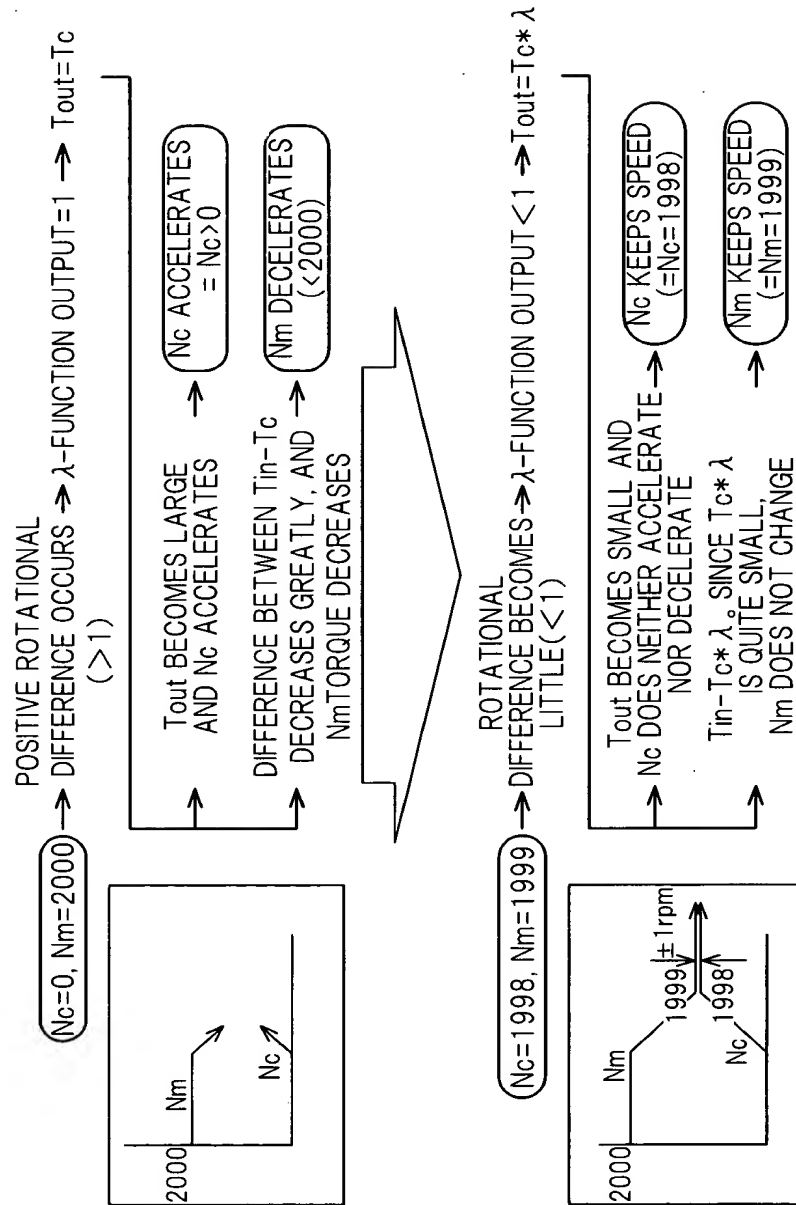 POSITIVE ROTATIONAL
Nc=0, Nm=2000 → DIFFERENCE OCCURS → λ-FUNCTION OUTPUT=1 → Tout=Tc
(>1)
Tout BECOMES LARGE
AND Nc ACCELERATES
Nc ACCELERATES
= Nc>0
DIFFERENCE BETWEEN Tin-Tc
DECREASES GREATLY, AND
NmTORQUE DECREASES
Nm DECELERATES
(<2000)
2000
Nm
Nc
ROTATIONAL
Nc=1998, Nm=1999 → DIFFERENCE BECOMES → λ-FUNCTION OUTPUT<1 → Tout=Tc*λ
LITTLE(<1)
Tout BECOMES SMALL AND
Nc DOES NEITHER ACCELERATE
NOR DECELERATE
Nc KEEPS SPEED
(=Nc=1998)
Tin-Tc*λ。SINCE Tc*λ
IS QUITE SMALL,
Nm DOES NOT CHANGE
Nm KEEPS SPEED
(=Nm=1999)
2000
Nm
1999
±1rpm
1998
Nc